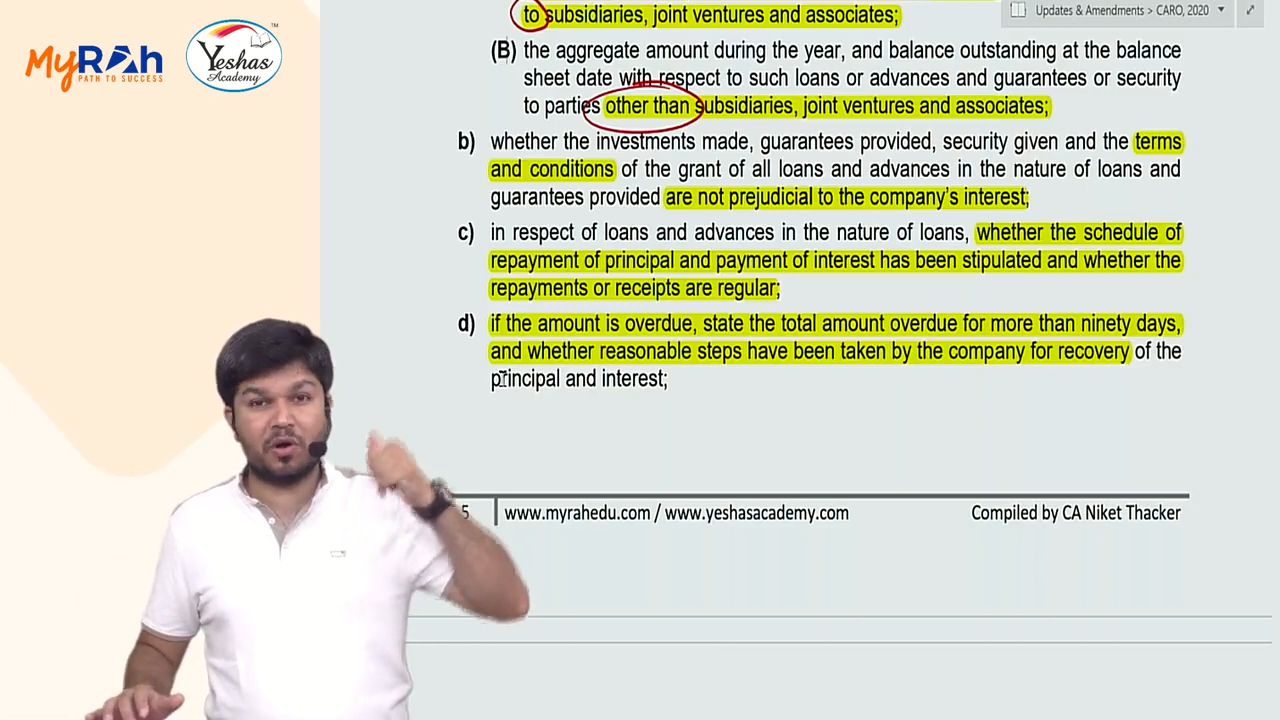 MyRAh
PATH TO SUCCESS
Yeshas
Academy
TM
Updates & Amendments > CARO, 2020
to subsidiaries, joint ventures and associates;
(B) the aggregate amount during the year, and balance outstanding at the balance
sheet date with respect to such loans or advances and guarantees or security
to parties other than subsidiaries, joint ventures and associates;
b) whether the investments made, guarantees provided, security given and the terms
and conditions of the grant of all loans and advances in the nature of loans and
guarantees provided are not prejudicial to the company's interest;
c) in respect of loans and advances in the nature of loans, whether the schedule of
repayment of principal and payment of interest has been stipulated and whether the
repayments or receipts are regular;
d) if the amount is overdue, state the total amount overdue for more than ninety days,
and whether reasonable steps have been taken by the company for recovery of the
principal and interest;
5 www.myrahedu.com / www.yeshasacademy.com Compiled by CA Niket Thacker